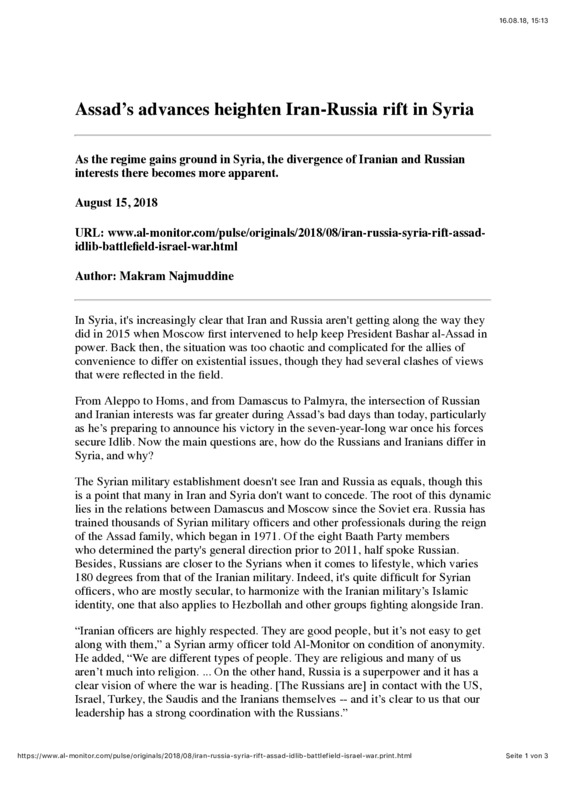 16.08.18, 15:13
Assad’s advances heighten Iran-Russia rift in Syria
As the regime gains ground in Syria, the divergence of Iranian and Russian
interests there becomes more apparent.
August 15, 2018
URL: www.al-monitor.com/pulse/originals/2018/08/iran-russia-syria-rift-assad-
idlib-battlefield-israel-war.html
Author: Makram Najmuddine
In Syria, it's increasingly clear that Iran and Russia aren't getting along the way they
did in 2015 when Moscow first intervened to help keep President Bashar al-Assad in
power. Back then, the situation was too chaotic and complicated for the allies of
convenience to differ on existential issues, though they had several clashes of views
that were reflected in the field.
From Aleppo to Homs, and from Damascus to Palmyra, the intersection of Russian
and Iranian interests was far greater during Assad’s bad days than today, particularly
as he’s preparing to announce his victory in the seven-year-long war once his forces
secure Idlib. Now the main questions are, how do the Russians and Iranians differ in
Syria, and why?
The Syrian military establishment doesn't see Iran and Russia as equals, though this
is a point that many in Iran and Syria don't want to concede. The root of this dynamic
lies in the relations between Damascus and Moscow since the Soviet era. Russia has
trained thousands of Syrian military officers and other professionals during the reign
of the Assad family, which began in 1971. Of the eight Baath Party members
who determined the party's general direction prior to 2011, half spoke Russian.
Besides, Russians are closer to the Syrians when it comes to lifestyle, which varies
180 degrees from that of the Iranian military. Indeed, it's quite difficult for Syrian
officers, who are mostly secular, to harmonize with the Iranian military’s Islamic
identity, one that also applies to Hezbollah and other groups fighting alongside Iran.
“Iranian officers are highly respected. They are good people, but it’s not easy to get
along with them,” a Syrian army officer told Al-Monitor on condition of anonymity.
He added, “We are different types of people. They are religious and many of us
aren’t much into religion. ... On the other hand, Russia is a superpower and it has a
clear vision of where the war is heading. [The Russians are] in contact with the US,
Israel, Turkey, the Saudis and the Iranians themselves -- and it’s clear to us that our
leadership has a strong coordination with the Russians.”
https://www.al-monitor.com/pulse/originals/2018/08/iran-russia-syria-rift-assad-idlib-battlefield-israel-war.print.html
Seite 1 von 3